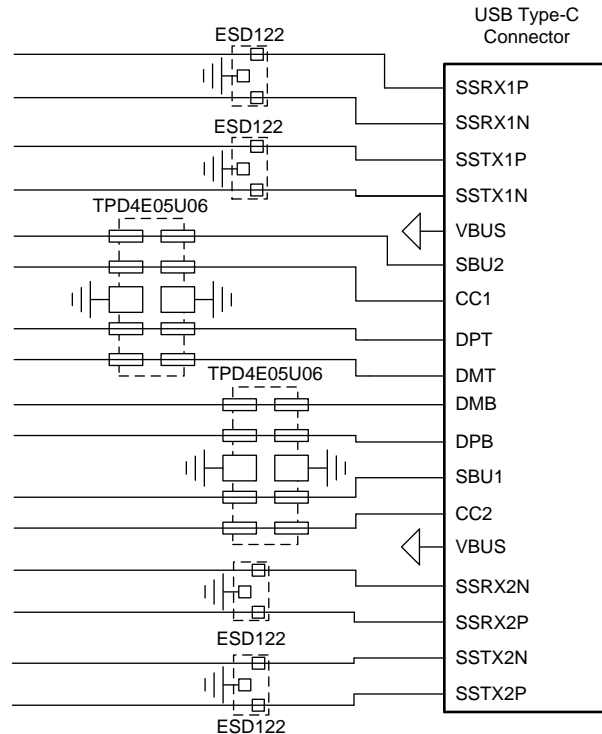 USB Type-C
Connector
ESD122
SSRX1P
SSRX1N
ESD122
SSTX1P
SSTX1N
TPD4E05U06
VBUS
SBU2
CC1
DPT
DMT
TPD4E05U06
DMB
DPB
SBU1
CC2
VBUS
SSRX2N
SSRX2P
ESD122
SSTX2N
SSTX2P
ESD122